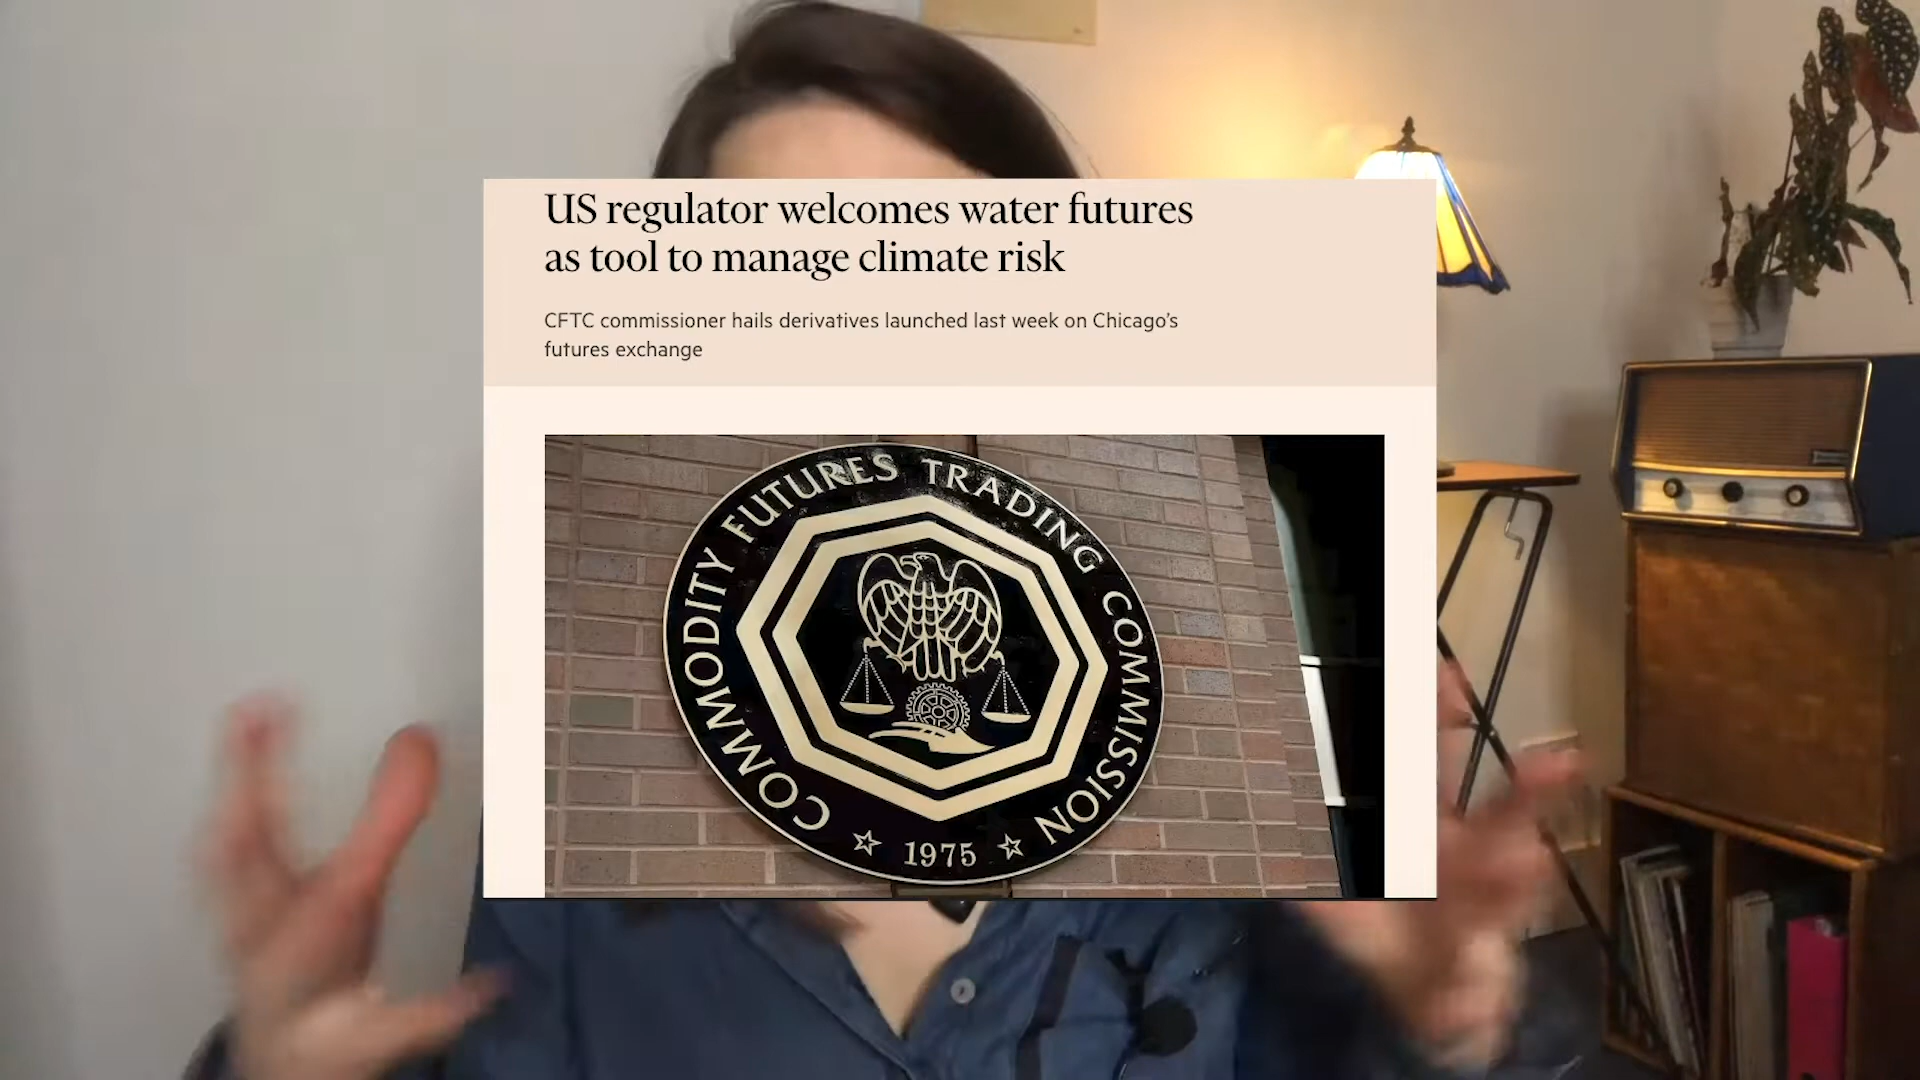 US regulator welcomes water futures
as tool to manage climate risk
CFTC commissioner hails derivatives launched last week on Chicago's
futures exchange
COMMODITY FUTURES TRADING COMMISSION
1975